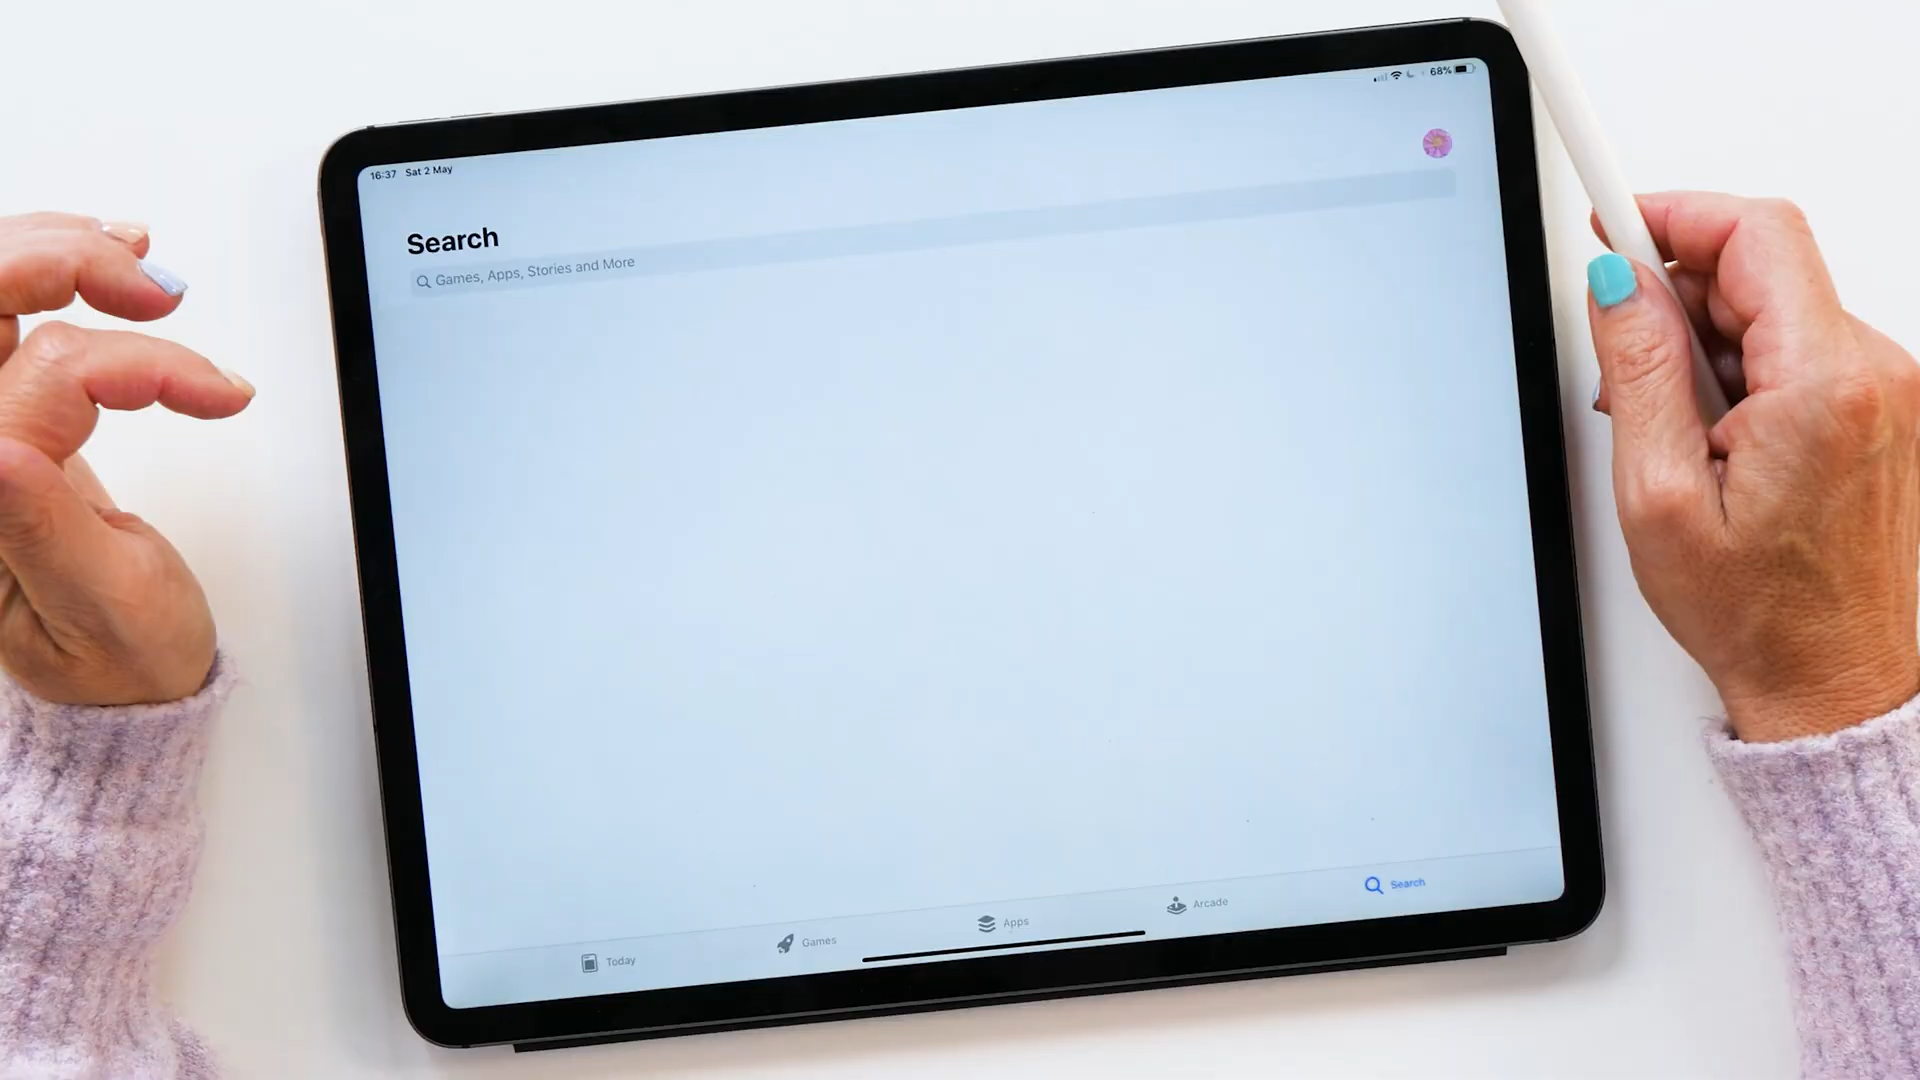 16:37 Sat 2 May
68%
Search
Games, Apps, Stories and More
Today
Games
Apps
Arcade
Search